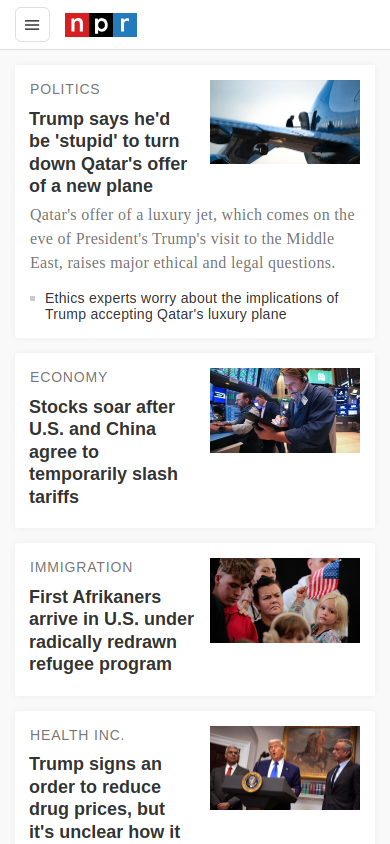 npr
POLITICS
Trump says he'd
be 'stupid' to turn
down Qatar's offer
of a new plane
Qatar's offer of a luxury jet, which comes on the
eve of President's Trump's visit to the Middle
East, raises major ethical and legal questions.
Ethics experts worry about the implications of
Trump accepting Qatar's luxury plane
ECONOMY
Stocks soar after
U.S. and China
agree to
temporarily slash
tariffs
IMMIGRATION
First Afrikaners
arrive in U.S. under
radically redrawn
refugee program
HEALTH INC.
Trump signs an
order to reduce
drug prices, but
it's unclear how it